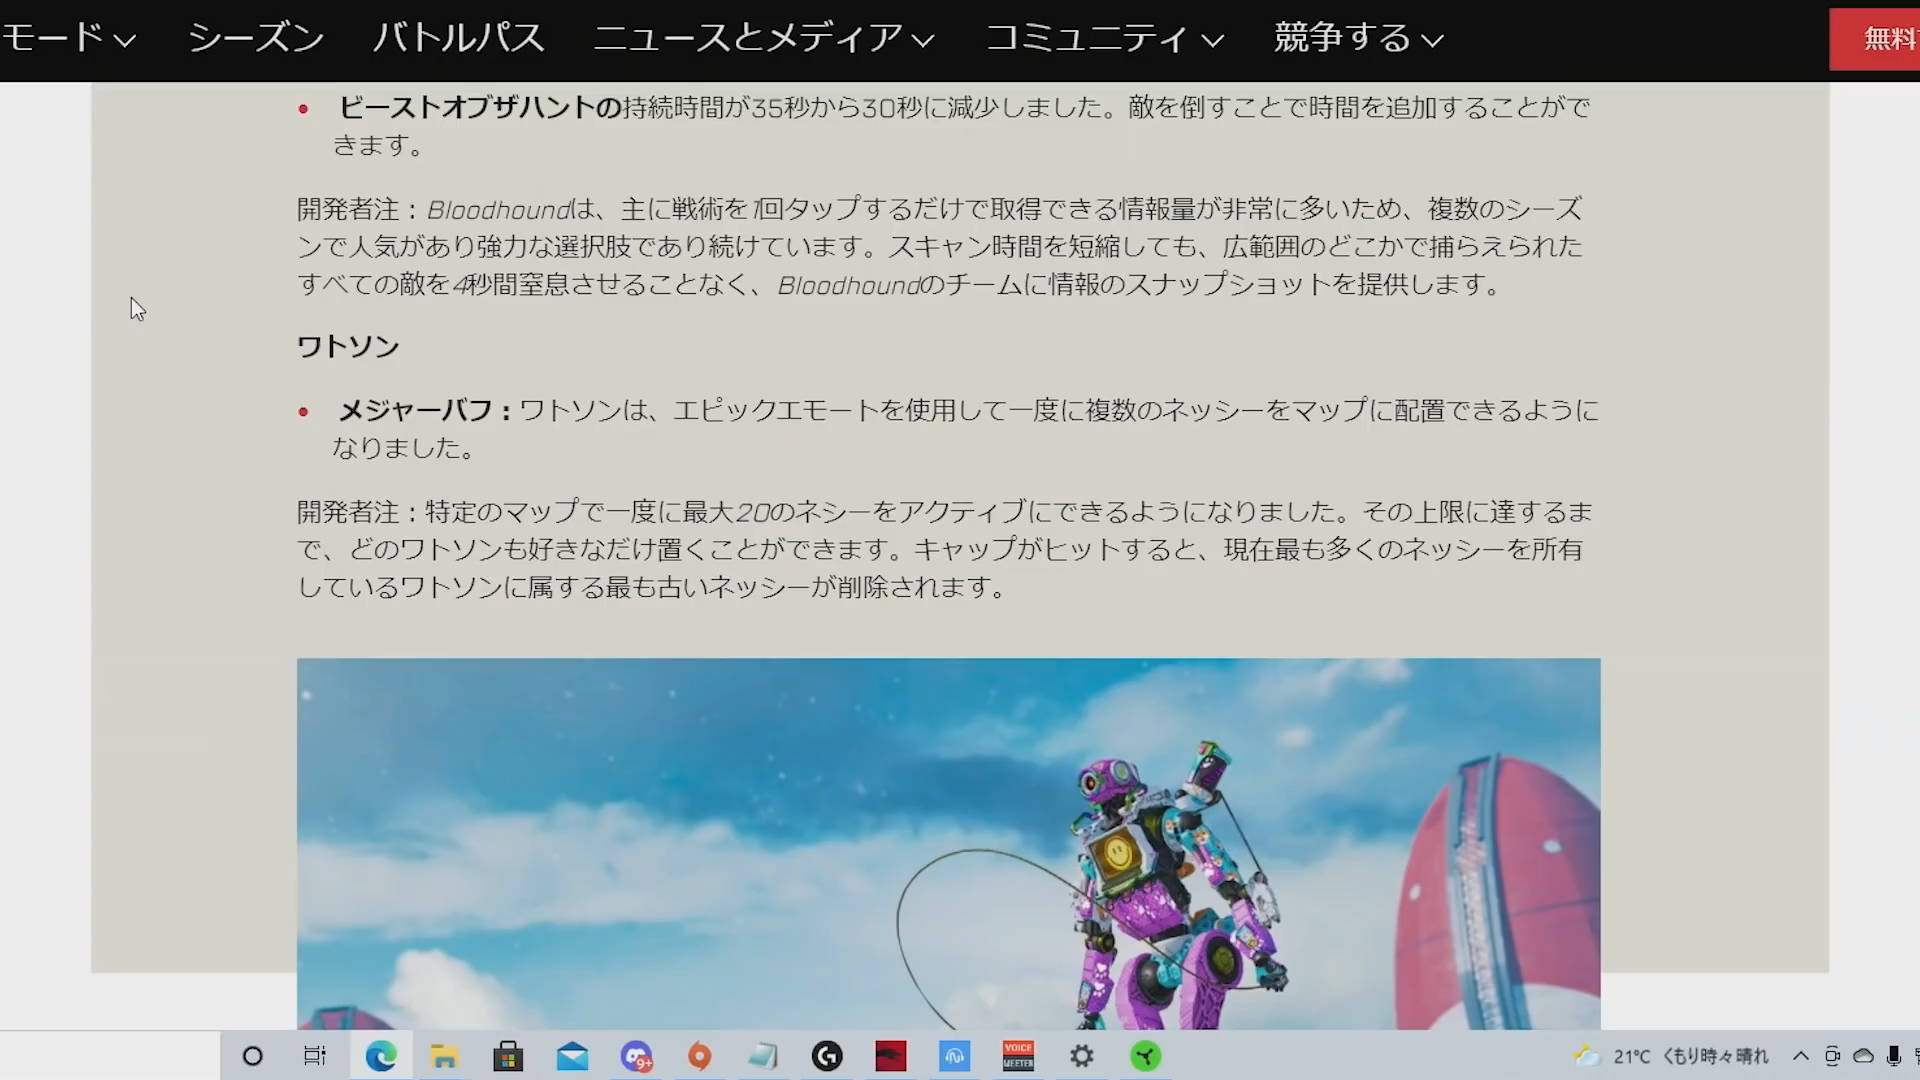 モード シーズン バトルパス ニュースとメディア コミュニティ 競争する 無料
ビーストオブザハントの持続時間が35秒から30秒に減少しました。敵を倒すことで時間を追加することがで
きます。
開発者注：Bloodhoundは、主に戦術を1回タップするだけで取得できる情報量が非常に多いため、複数のシーズ
ンで人気があり強力な選択肢であり続けています。スキャン時間を短縮しても、広範囲のどこかで捕らえられた
すべての敵を4秒間窒息させることなく、Bloodhoundのチームに情報のスナップショットを提供します。
ワトソン
メジャーバフ：ワトソンは、エピックエモートを使用して一度に複数のネッシーをマップに配置できるように
なりました。
開発者注：特定のマップで一度に最大20のネシーをアクティブにできるようになりました。その上限に達するま
で、どのワトソンも好きなだけ置くことができます。キャップがヒットすると、現在最も多くのネッシーを所有
しているワトソンに属する最も古いネッシーが削除されます。
9+ VOICE
MEETER
21°C くもり時々晴れ